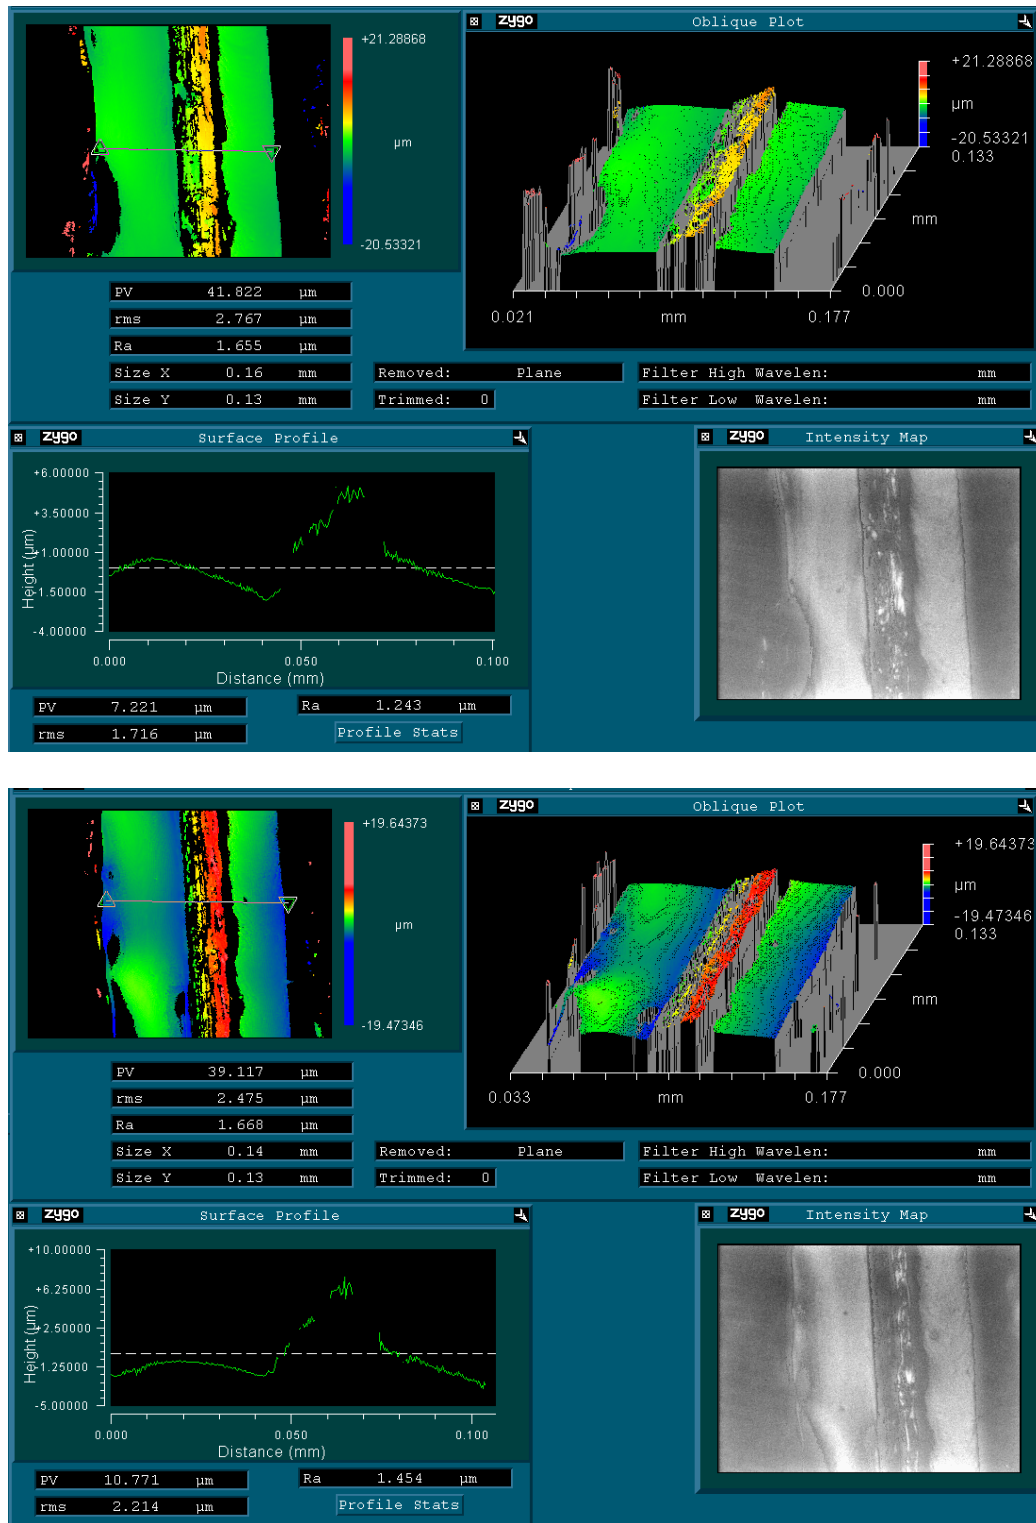 +21.28868
µm
-20.53321
zygo Oblique Plot
+21.28868
µm
-20.53321
0.133
mm
0.000
0.021 mm 0.177
PV 41.822 µm
rms 2.767 µm
Ra 1.655 µm
Size X 0.16 mm
Size Y 0.13 mm
Removed: Plane
Trimmed: 0
Filter High Wavelen: mm
Filter Low Wavelen: mm
zygo Surface Profile
+6.00000
+3.50000
+1.00000
-1.50000
-4.00000
Height (µm)
0.000 0.050 0.100
Distance (mm)
PV 7.221 µm
rms 1.716 µm
Ra 1.243 µm
Profile Stats
zygo Intensity Map
+19.64373
µm
-19.47346
zygo Oblique Plot
+19.64373
µm
-19.47346
0.133
mm
0.000
0.033 mm 0.177
PV 39.117 µm
rms 2.475 µm
Ra 1.668 µm
Size X 0.14 mm
Size Y 0.13 mm
Removed: Plane
Trimmed: 0
Filter High Wavelen: mm
Filter Low Wavelen: mm
zygo Surface Profile
+10.00000
+6.25000
+2.50000
-1.25000
-5.00000
Height (µm)
0.000 0.050 0.100
Distance (mm)
PV 10.771 µm
rms 2.214 µm
Ra 1.454 µm
Profile Stats
zygo Intensity Map